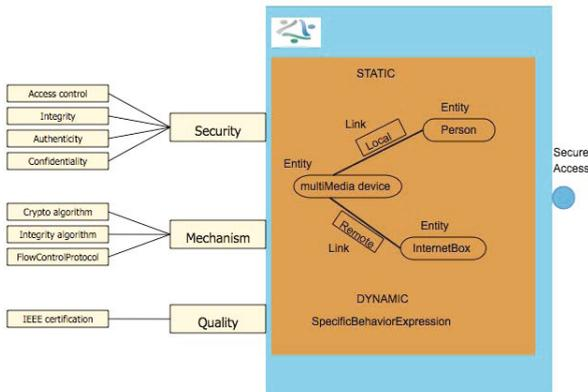 Access control
Integrity
Authenticity
Confidentiality
Security
Crypto algorithm
Integrity algorithm
FlowControlProtocol
Mechanism
IEEE certification
Quality
STATIC
Entity
Link
Local
Person
Entity
multiMedia device
Remote
Entity
Link
InternetBox
DYNAMIC
SpecificBehaviorExpression
Secure
Access